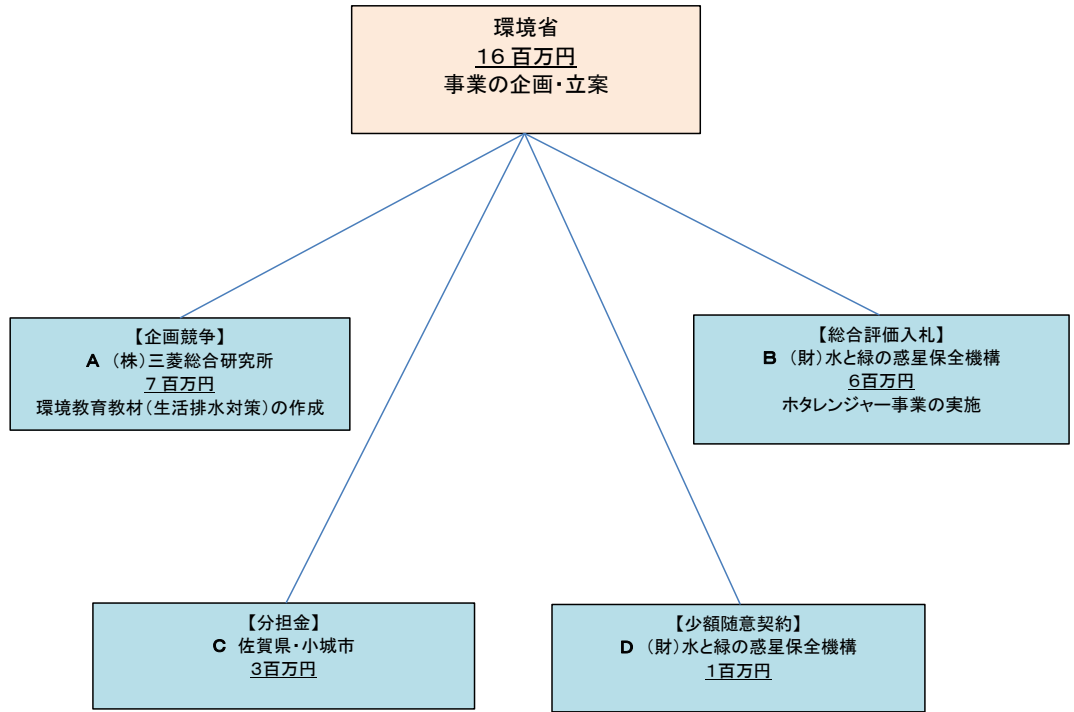 環境省
１６百万円
事業の企画・立案
【企画競争】
A （株）三菱総合研究所
７百万円
環境教育教材（生活排水対策）の作成
【総合評価入札】
B （財）水と緑の惑星保全機構
６百万円
ホタレンジャー事業の実施
【分担金】
C 佐賀県・小城市
３百万円
【少額随意契約】
D （財）水と緑の惑星保全機構
１百万円